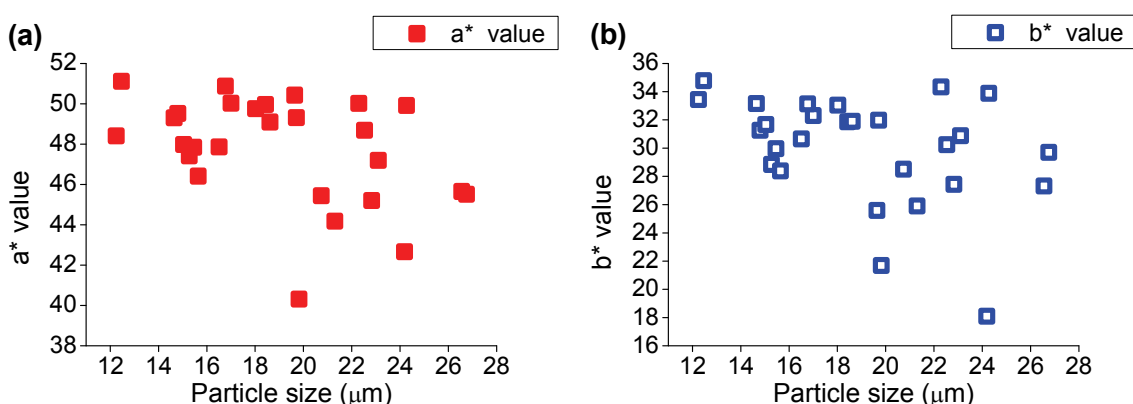 (a)
a* value
52
50
48
46
44
42
40
38
a* value
12 14 16 18 20 22 24 26 28
Particle size (μm)
(b)
b* value
36
34
32
30
28
26
24
22
20
18
16
b* value
12 14 16 18 20 22 24 26 28
Particle size (μm)